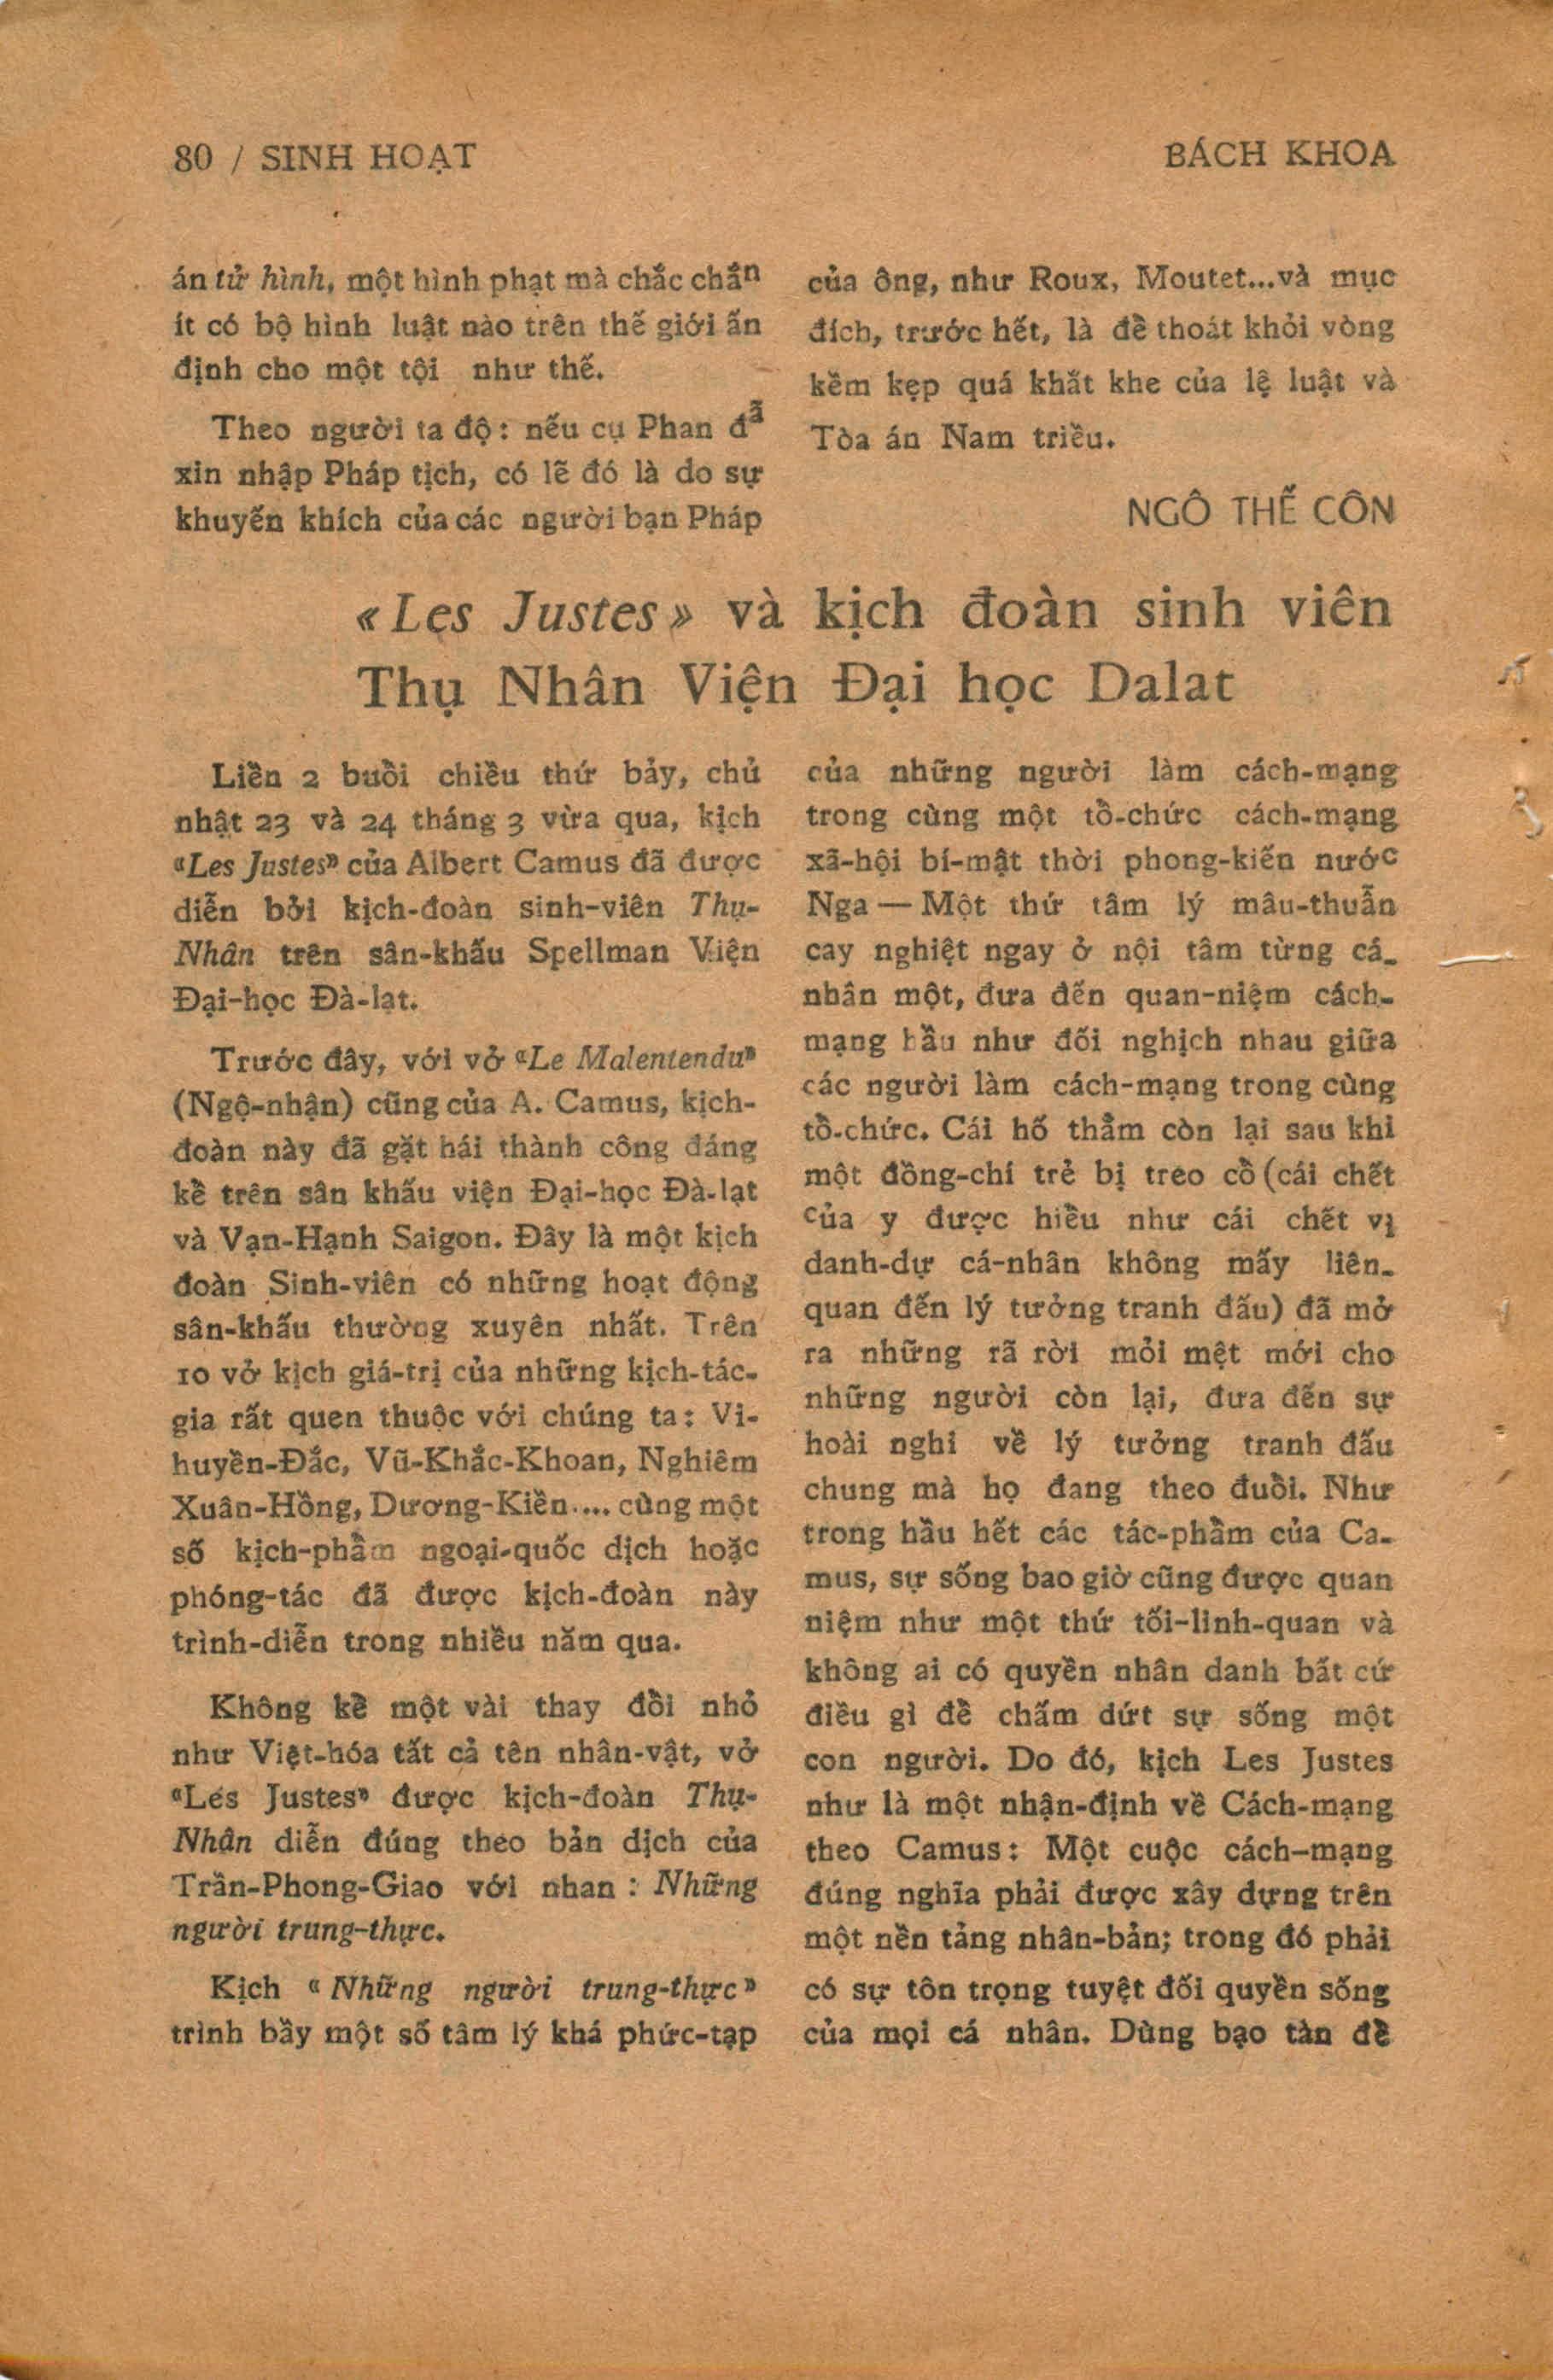 80 / SINH HOẠT
BÁCH KHOA
án tử hình, một hình phạt mà chắc chắn
ít có bộ hình luật nào trên thế giới ấn
định cho một tội như thế.
Theo người ta độ : nếu cụ Phan đã
xin nhập Pháp tịch, có lẽ đó là do sự
khuyến khích của các người bạn Pháp
của ông, như Roux, Moutet...và mục
đích, trước hết, là để thoát khỏi vòng
kềm kẹp quá khắt khe của lệ luật và
Tòa án Nam triều.
NGÔ THẾ CÔN
«Les Justes» và kịch đoàn sinh viên
Thụ Nhân Viện Đại học Dalat
Liền 2 buổi chiều thứ bảy, chủ
nhật 23 và 24 tháng 3 vừa qua, kịch
«Les Justes» của Albert Camus đã được
diễn bởi kịch-đoàn sinh-viên Thụ-
Nhân trên sân-khấu Spellman Viện
Đại-học Đà-lạt.
Trước đây, với vở «Le Malentendu»
(Ngộ-nhận) cũng của A. Camus, kịch-
đoàn này đã gặt hái thành công đáng
kể trên sân khấu viện Đại-học Đà-lạt
và Vạn-Hạnh Saigon. Đây là một kịch
đoàn Sinh-viên có những hoạt động
sân-khấu thường xuyên nhất. Trên
10 vở kịch giá-trị của những kịch-tác-
gia rất quen thuộc với chúng ta : Vi-
huyền-Đắc, Vũ-Khắc-Khoan, Nghiêm
Xuân-Hồng, Dương-Kiền.... cùng một
số kịch-phẩm ngoại-quốc dịch hoặc
phóng-tác đã được kịch-đoàn này
trình-diễn trong nhiều năm qua.
Không kể một vài thay đổi nhỏ
như Việt-hóa tất cả tên nhân-vật, vở
«Lés Justes» được kịch-đoàn Thụ-
Nhân diễn đúng theo bản dịch của
Trần-Phong-Giao với nhan : Những
người trung-thực.
Kịch « Những người trung-thực»
trình bầy một số tâm lý khá phức-tạp
của những người làm cách-mạng
trong cùng một tổ-chức cách-mạng
xã-hội bí-mật thời phong-kiến nước
Nga — Một thứ tâm lý mâu-thuẫn
cay nghiệt ngay ở nội tâm từng cá-
nhân một, đưa đến quan-niệm cách-
mạng hầu như đối nghịch nhau giữa
các người làm cách-mạng trong cùng
tổ-chức. Cái hố thẳm còn lại sau khi
một đồng-chí trẻ bị treo cổ (cái chết
của y được hiểu như cái chết vị
danh-dự cá-nhân không mấy liên-
quan đến lý tưởng tranh đấu) đã mở
ra những rã rời mỏi mệt mới cho
những người còn lại, đưa đến sự
hoài nghi về lý tưởng tranh đấu
chung mà họ đang theo đuổi. Như
trong hầu hết các tác-phẩm của Ca-
mus, sự sống bao giờ cũng được quan
niệm như một thứ tối-linh-quan và
không ai có quyền nhân danh bất cứ
điều gì để chấm dứt sự sống một
con người. Do đó, kịch Les Justes
như là một nhận-định về Cách-mạng
theo Camus : Một cuộc cách-mạng
đúng nghĩa phải được xây dựng trên
một nền tảng nhân-bản; trong đó phải
có sự tôn trọng tuyệt đối quyền sống
của mọi cá nhân. Dùng bạo tàn để